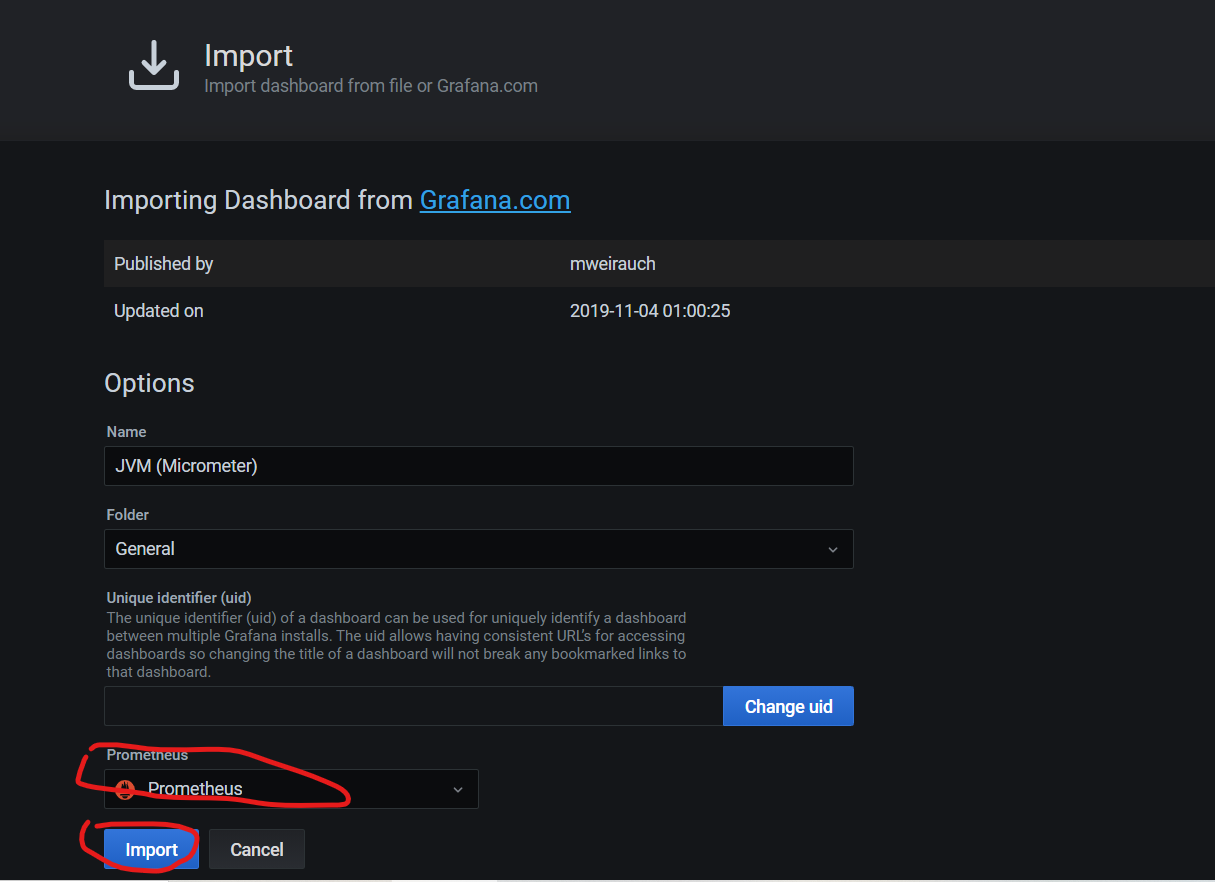 Import
Import dashboard from file or Grafana.com
Importing Dashboard from Grafana.com
Published by mweirauch
Updated on 2019-11-04 01:00:25
Options
Name
JVM (Micrometer)
Folder
General
Unique identifier (uid)
The unique identifier (uid) of a dashboard can be used for uniquely identify a dashboard
between multiple Grafana installs. The uid allows having consistent URL's for accessing
dashboards so changing the title of a dashboard will not break any bookmarked links to
that dashboard.
Change uid
Prometheus
Prometheus
Import Cancel